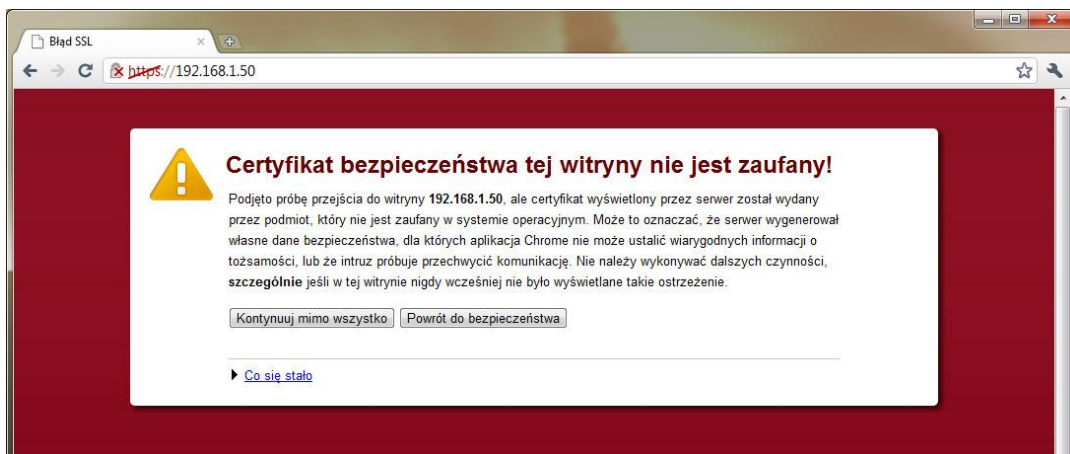 Błąd SSL
https://192.168.1.50
Certyfikat bezpieczeństwa tej witryny nie jest zaufany!
Podjęto próbę przejścia do witryny 192.168.1.50, ale certyfikat wyświetlony przez serwer został wydany
przez podmiot, który nie jest zaufany w systemie operacyjnym. Może to oznaczać, że serwer wygenerował
własne dane bezpieczeństwa, dla których aplikacja Chrome nie może ustalić wiarygodnych informacji o
tożsamości, lub że intruz próbuje przechwycić komunikację. Nie należy wykonywać dalszych czynności,
szczególnie jeśli w tej witrynie nigdy wcześniej nie było wyświetlane takie ostrzeżenie.
Kontynuuj mimo wszystko Powrót do bezpieczeństwa
Co się stało